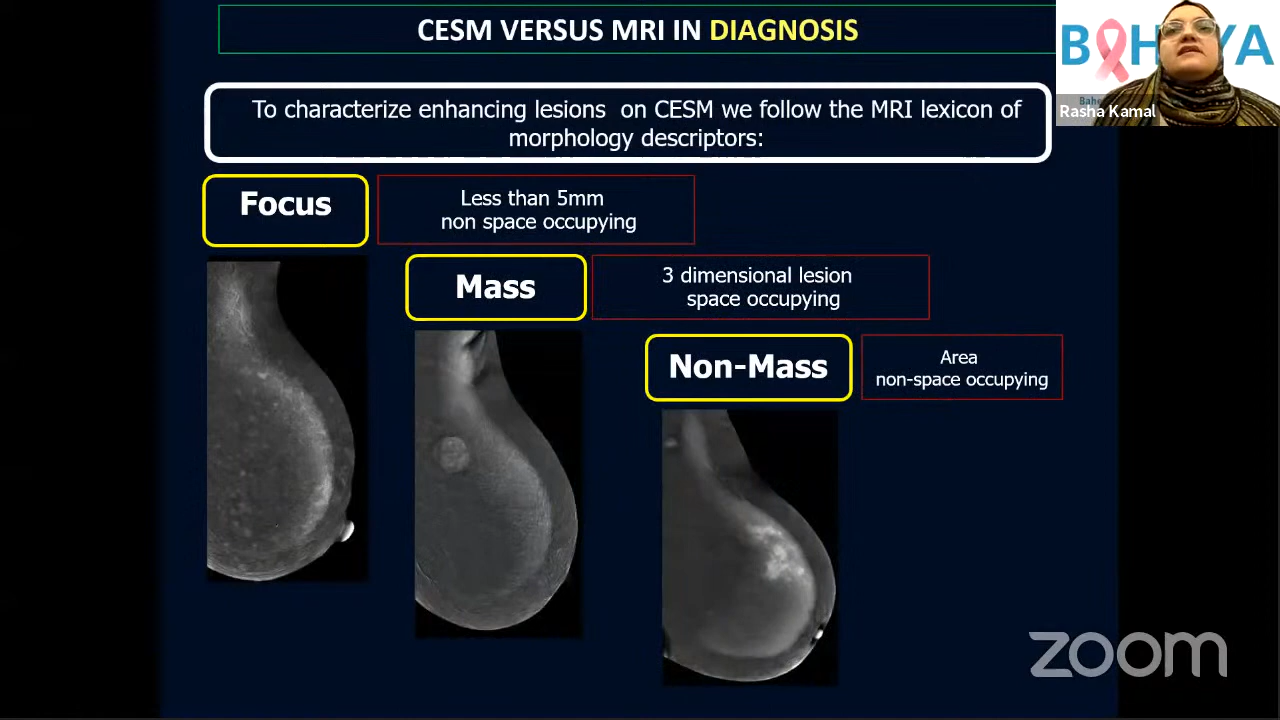 CESM VERSUS MRI IN DIAGNOSIS
To characterize enhancing lesions on CESM we follow the MRI lexicon of
morphology descriptors:
Focus
Less than 5mm
non space occupying
Mass
3 dimensional lesion
space occupying
Non-Mass
Area
non-space occupying
Rasha Kamal
zoom